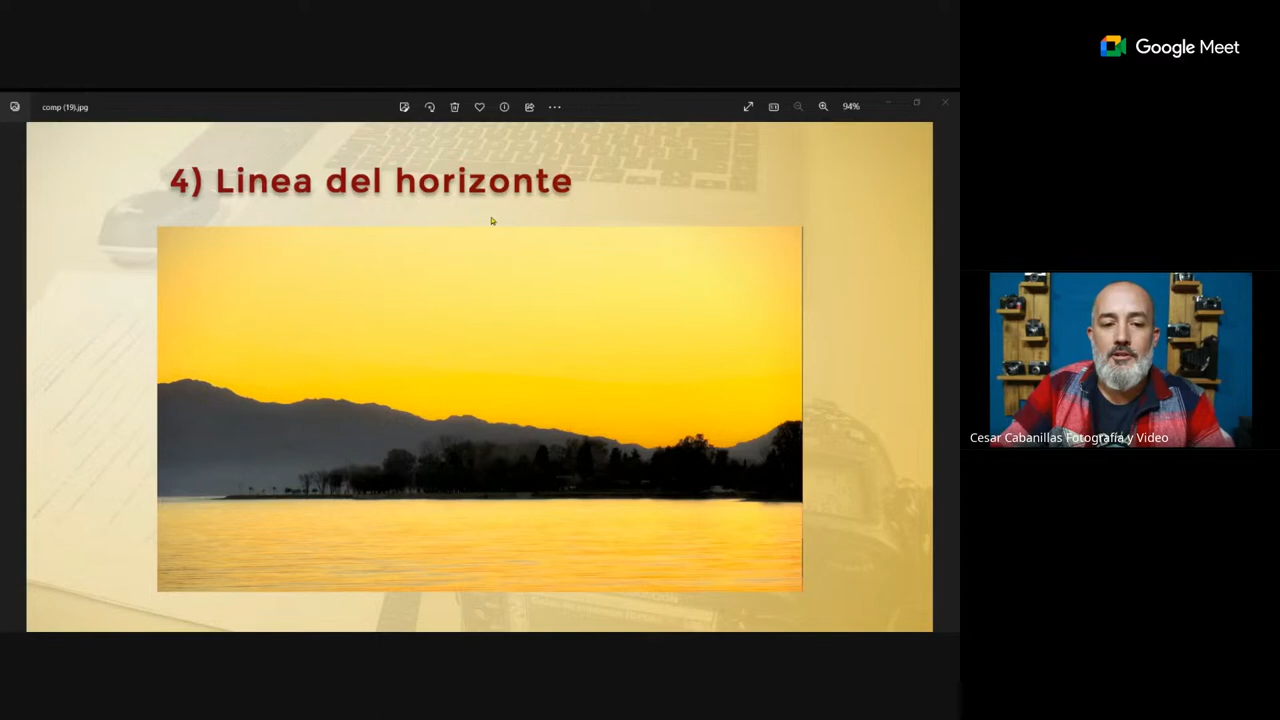 Google Meet
comp (19).jpg
94%
4) Linea del horizonte
Cesar Cabanillas Fotografía y Video